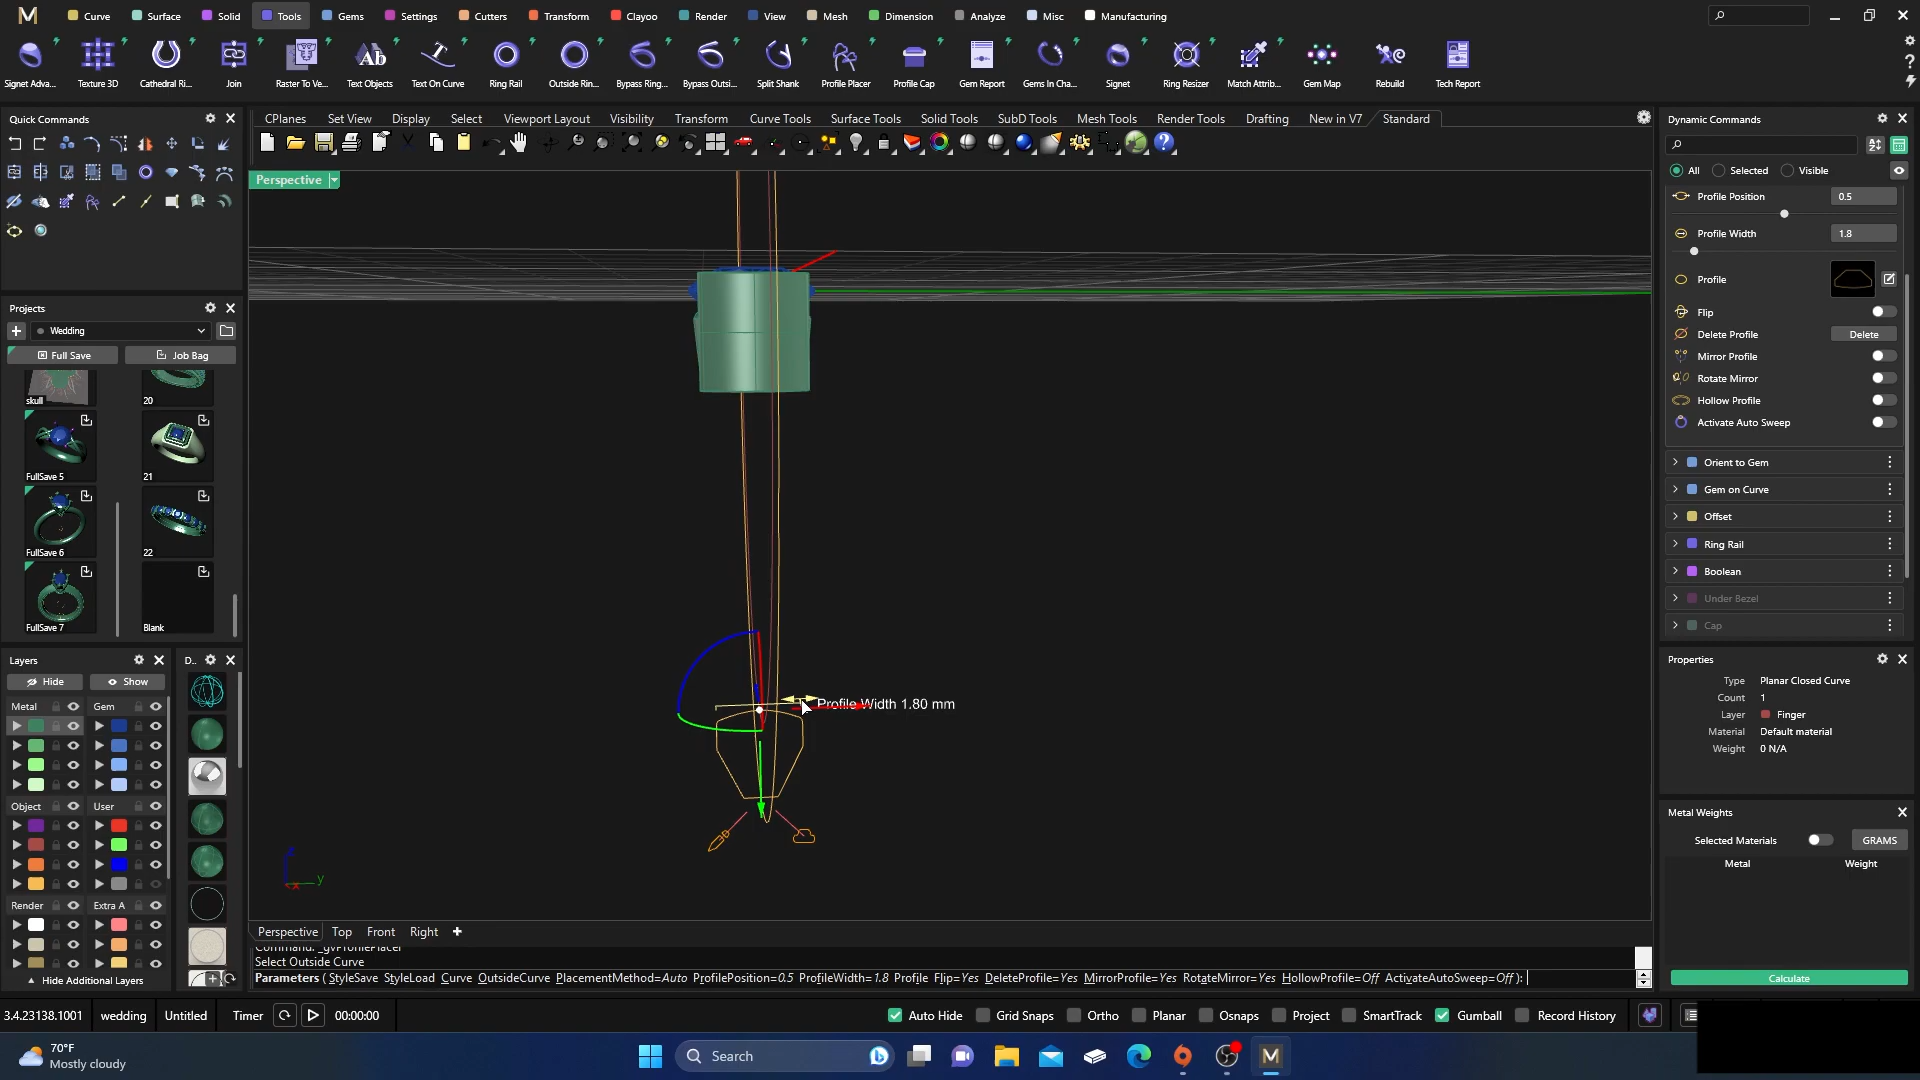 Curve
Surface
Solid
Tools
Gems
Settings
Cutters
Transform
Clayoo
Render
View
Mesh
Dimension
Analyze
Misc
Manufacturing
Signet Adva...
Texture 3D
Cathedral Ri...
Join
Raster To Ve...
Text Objects
Text On Curve
Ring Rail
Outside Rin...
Bypass Ring...
Bypass Outsi...
Split Shank
Profile Placer
Profile Cap
Gem Report
Gems In Cha...
Signet
Ring Resizer
Match Attrib...
Gem Map
Rebuild
Tech Report
Quick Commands
CPlanes
Set View
Display
Select
Viewport Layout
Visibility
Transform
Curve Tools
Surface Tools
Solid Tools
SubD Tools
Mesh Tools
Render Tools
Drafting
New in V7
Standard
Perspective
Projects
Wedding
Full Save
Job Bag
skull
20
FullSave 5
21
FullSave 6
22
FullSave 7
Blank
Layers
D..
Hide
Show
Metal
Gem
Object
User
Render
Extra A
Hide Additional Layers
Profile Width 1.80 mm
z
y
x
Perspective
Top
Front
Right
Command: _gvProfilePlacer
Select Outside Curve
Parameters ( StyleSave StyleLoad Curve OutsideCurve PlacementMethod=Auto ProfilePosition=0.5 ProfileWidth=1.8 Profile Flip=Yes DeleteProfile=Yes MirrorProfile=Yes RotateMirror=Yes HollowProfile=Off ActivateAutoSweep=Off ):
Dynamic Commands
All
Selected
Visible
Profile Position
0.5
Profile Width
1.8
Profile
Flip
Delete Profile
Delete
Mirror Profile
Rotate Mirror
Hollow Profile
Activate Auto Sweep
Orient to Gem
Gem on Curve
Offset
Ring Rail
Boolean
Under Bezel
Cap
Properties
Type Planar Closed Curve
Count 1
Layer Finger
Material Default material
Weight 0 N/A
Metal Weights
Selected Materials
GRAMS
Metal
Weight
Calculate
3.4.23138.1001
wedding
Untitled
Timer
00:00:00
Auto Hide
Grid Snaps
Ortho
Planar
Osnaps
Project
SmartTrack
Gumball
Record History
70°F
Mostly cloudy
Search